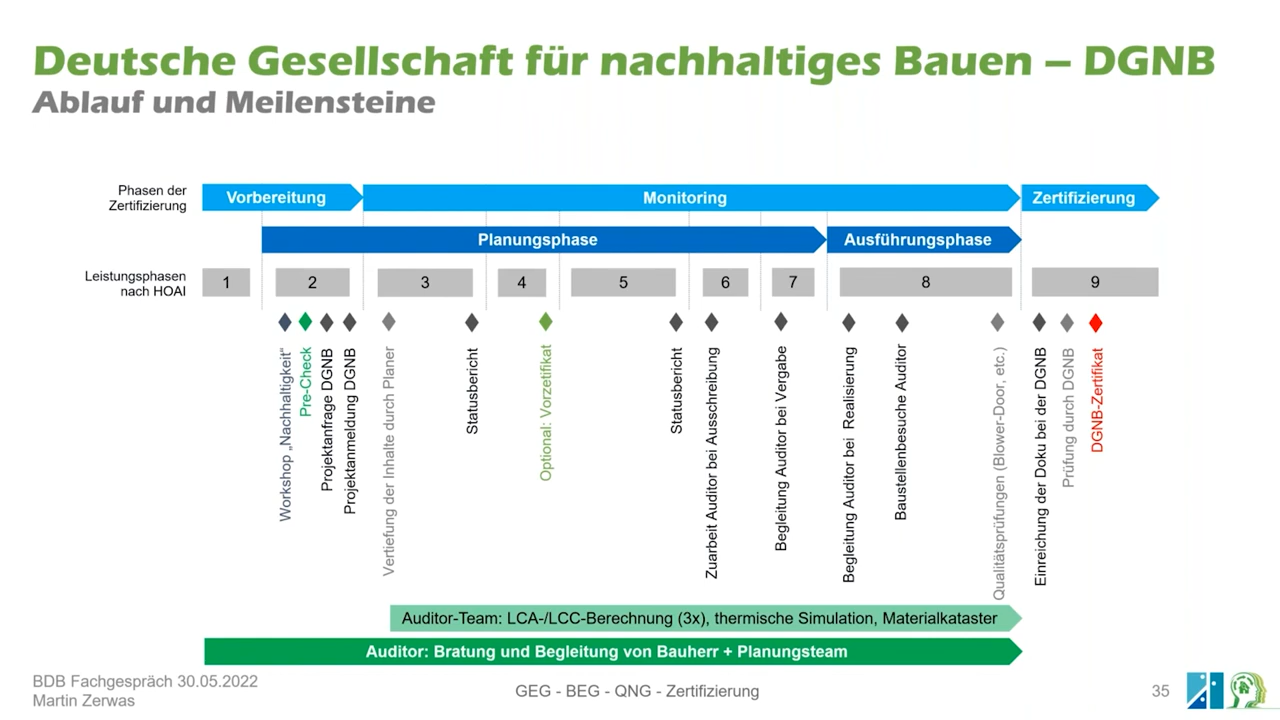 Deutsche Gesellschaft für nachhaltiges Bauen – DGNB
Ablauf und Meilensteine
Phasen der
Zertifizierung
Vorbereitung
Monitoring
Zertifizierung
Planungsphase
Ausführungsphase
Leistungsphasen
nach HOAI
1
2
3
4
5
6
7
8
9
Workshop „Nachhaltigkeit“
Pre-Check
Projektanfrage DGNB
Projektanmeldung DGNB
Vertiefung der Inhalte durch Planer
Statusbericht
Optional: Vorzetifikat
Statusbericht
Zuarbeit Auditor bei Ausschreibung
Begleitung Auditor bei Vergabe
Begleitung Auditor bei Realisierung
Baustellenbesuche Auditor
Qualitätsprüfungen (Blower-Door, etc.)
Einreichung der Doku bei der DGNB
Prüfung durch DGNB
DGNB-Zertifikat
Auditor-Team: LCA-/LCC-Berechnung (3x), thermische Simulation, Materialkataster
Auditor: Bratung und Begleitung von Bauherr + Planungsteam
BDB Fachgespräch 30.05.2022
Martin Zerwas
GEG - BEG - QNG - Zertifizierung
35